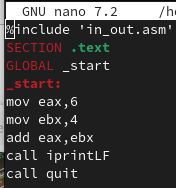 GNU nano 7.2 /h
%include 'in_out.asm'
SECTION .text
GLOBAL _start
_start:
mov eax,6
mov ebx,4
add eax,ebx
call iprintLF
call quit